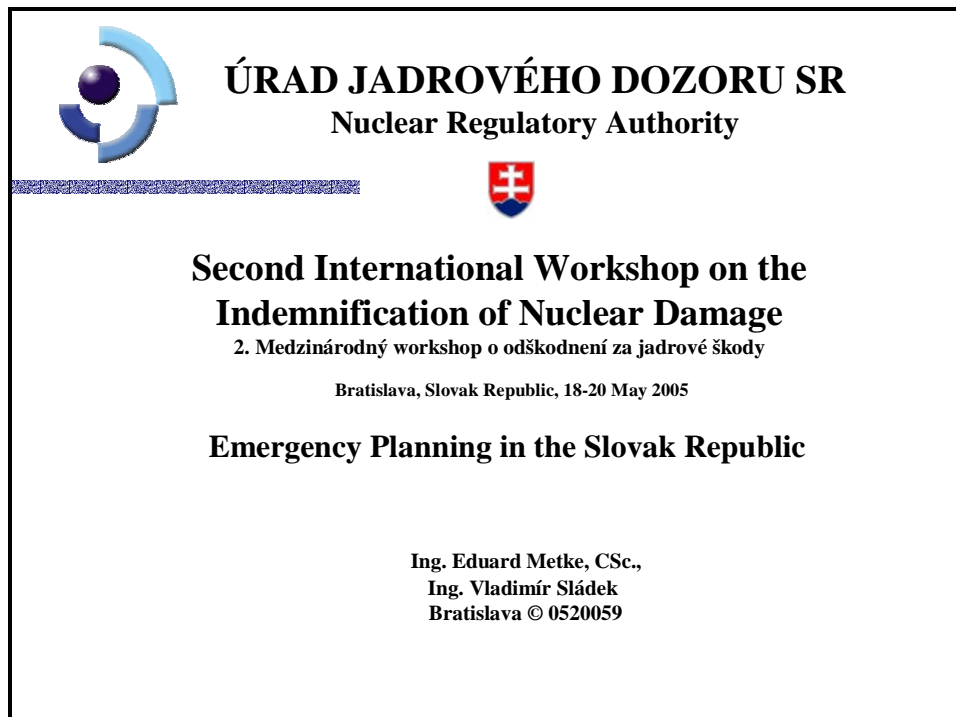 ÚRAD JADROVÉHO DOZORU SR
Nuclear Regulatory Authority
Second International Workshop on the
Indemnification of Nuclear Damage
2. Medzinárodný workshop o odškodnení za jadrové škody
Bratislava, Slovak Republic, 18-20 May 2005
Emergency Planning in the Slovak Republic
Ing. Eduard Metke, CSc.,
Ing. Vladimír Sládek
Bratislava © 0520059